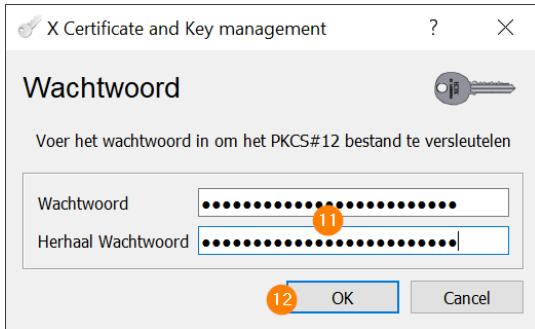 X Certificate and Key management
Wachtwoord
Voer het wachtwoord in om het PKCS#12 bestand te versleutelen
Wachtwoord ●●●●●●●●●●●●●●●●●●●●●●●●●
11
Herhaal Wachtwoord ●●●●●●●●●●●●●●●●●●●●●●●●●
12 OK Cancel